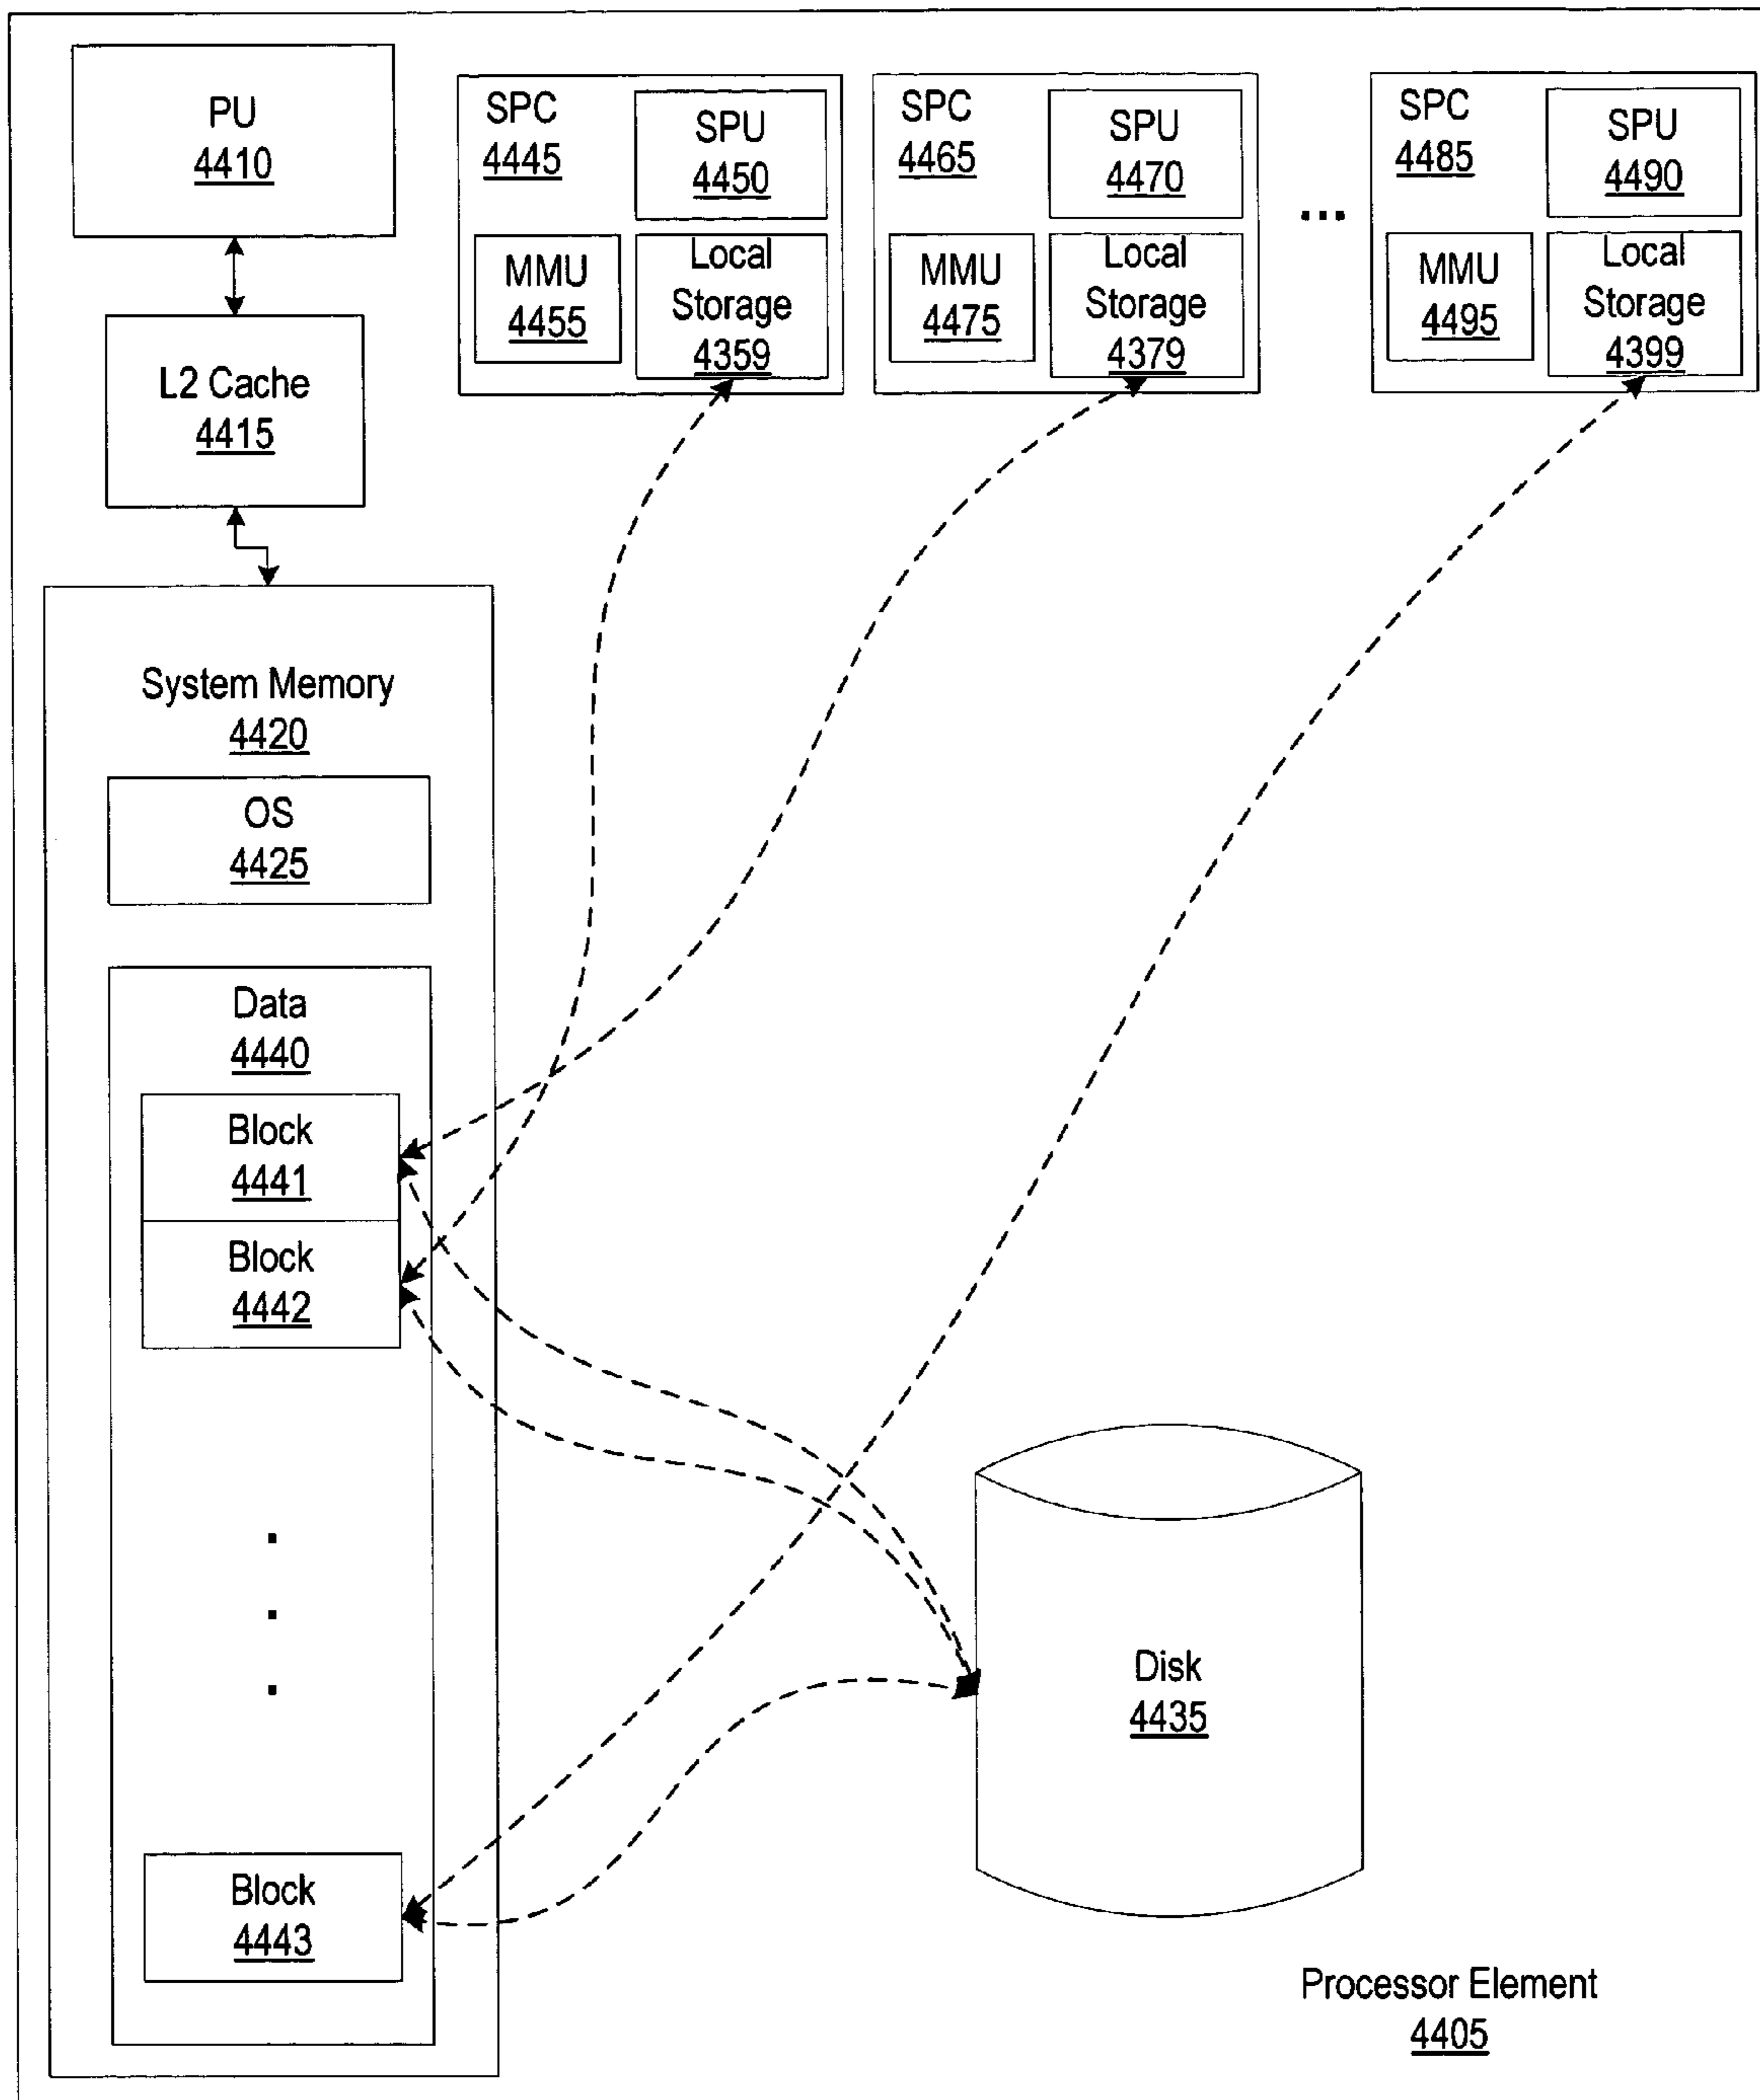 PU
4410
L2 Cache
4415
SPC
4445
SPU
4450
MMU
4455
Local
Storage
4359
SPC
4465
SPU
4470
MMU
4475
Local
Storage
4379
...
SPC
4485
SPU
4490
MMU
4495
Local
Storage
4399
System Memory
4420
OS
4425
Data
4440
Block
4441
Block
4442
Block
4443
Disk
4435
Processor Element
4405